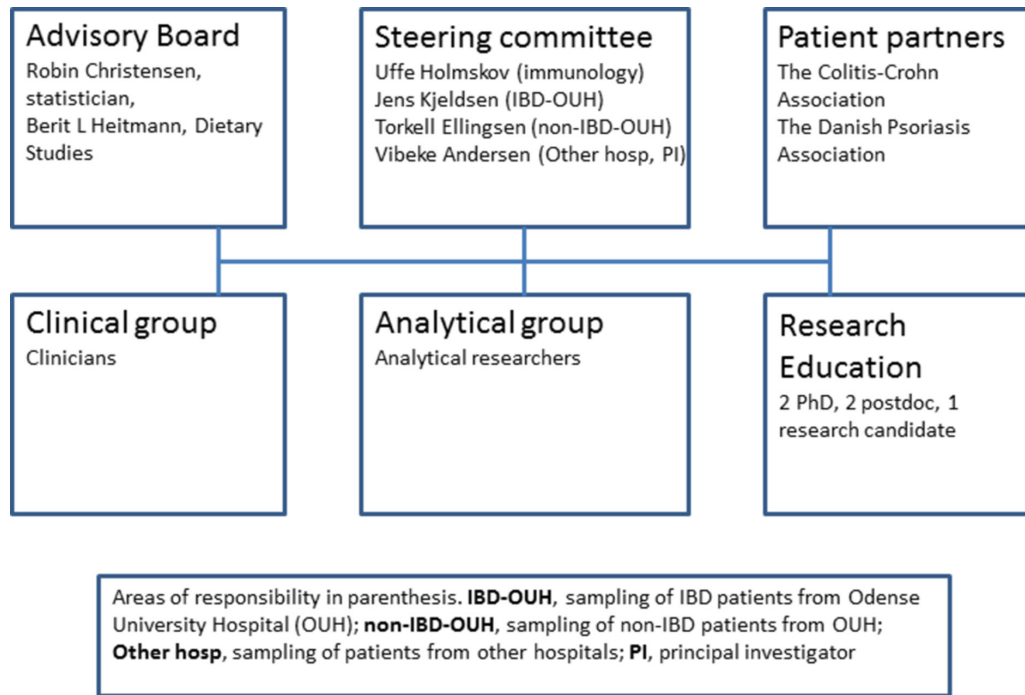 Advisory Board
Robin Christensen,
statistician,
Berit L Heitmann, Dietary
Studies
Steering committee
Uffe Holmskov (immunology)
Jens Kjeldsen (IBD-OUH)
Torkell Ellingsen (non-IBD-OUH)
Vibeke Andersen (Other hosp, PI)
Patient partners
The Colitis-Crohn
Association
The Danish Psoriasis
Association
Clinical group
Clinicians
Analytical group
Analytical researchers
Research
Education
2 PhD, 2 postdoc, 1
research candidate
Areas of responsibility in parenthesis. IBD-OUH, sampling of IBD patients from Odense
University Hospital (OUH); non-IBD-OUH, sampling of non-IBD patients from OUH;
Other hosp, sampling of patients from other hospitals; PI, principal investigator